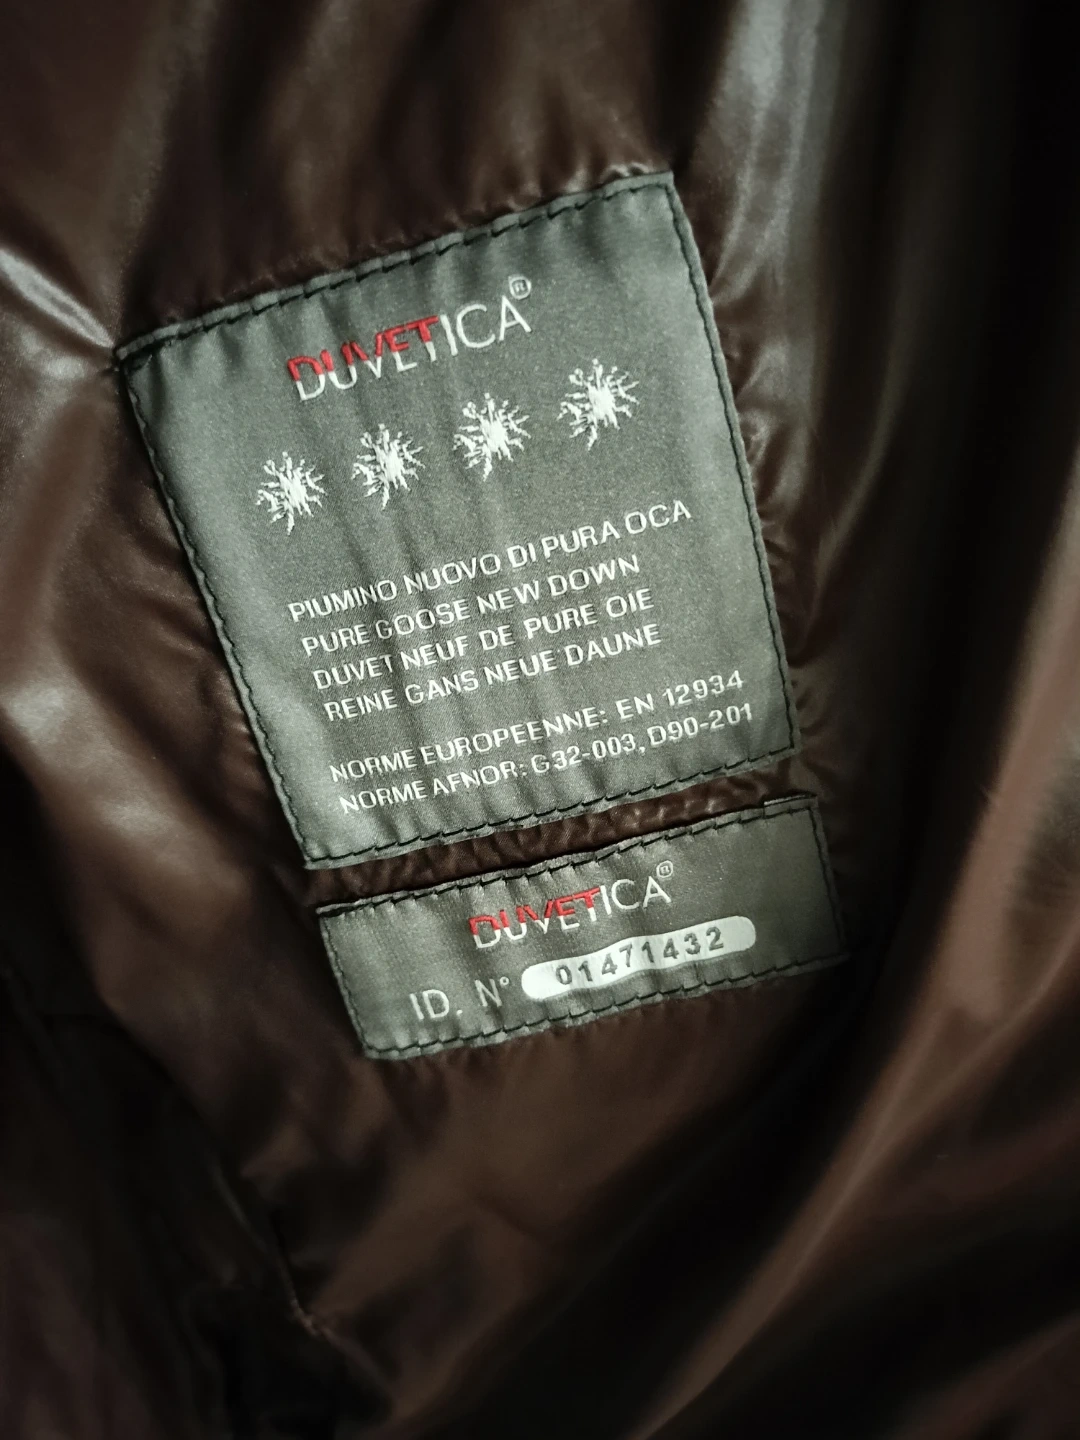 DUVETICA®
PIUMINO NUOVO DI PURA OCA
PURE GOOSE NEW DOWN
DUVET NEUF DE PURE OIE
REINE GANS NEUE DAUNE
NORME EUROPEENNE: EN 12934
NORME AFNOR: G32-003, D90-201
DUVETICA®
ID. N° 01471432